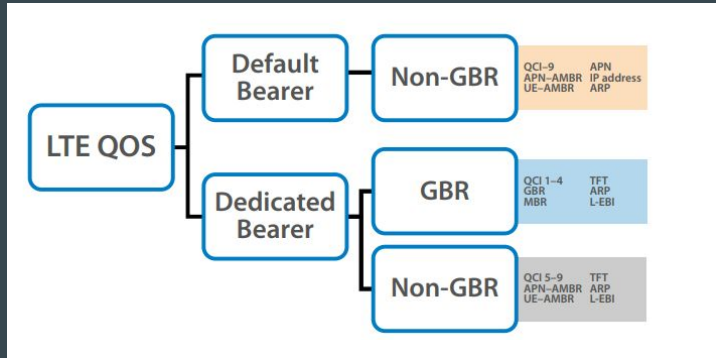 LTE QOS
Default
Bearer
Non-GBR
QCI–9 APN
APN–AMBR IP address
UE–AMBR ARP
Dedicated
Bearer
GBR
QCI 1–4 TFT
GBR ARP
MBR L-EBI
Non-GBR
QCI 5–9 TFT
APN–AMBR ARP
UE–AMBR L-EBI